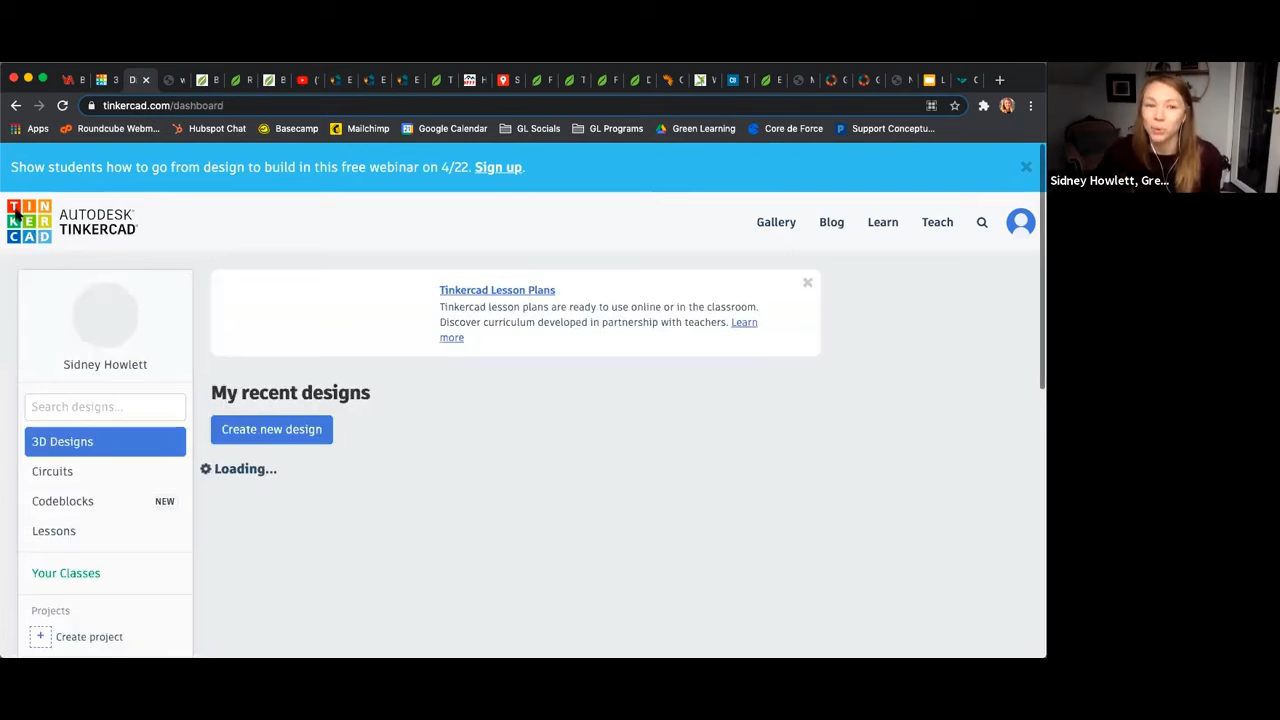 tinkercad.com/dashboard
Apps Roundcube Webm... Hubspot Chat Basecamp Mailchimp Google Calendar GL Socials GL Programs Green Learning Core de Force Support Conceptu...
Show students how to go from design to build in this free webinar on 4/22. Sign up.
TIN
KER
CAD
AUTODESK
TINKERCAD
Gallery Blog Learn Teach
Sidney Howlett
Search designs...
3D Designs
Circuits
Codeblocks NEW
Lessons
Your Classes
Projects
+ Create project
Tinkercad Lesson Plans
Tinkercad lesson plans are ready to use online or in the classroom.
Discover curriculum developed in partnership with teachers. Learn
more
My recent designs
Create new design
Loading...
Sidney Howlett, Gre...